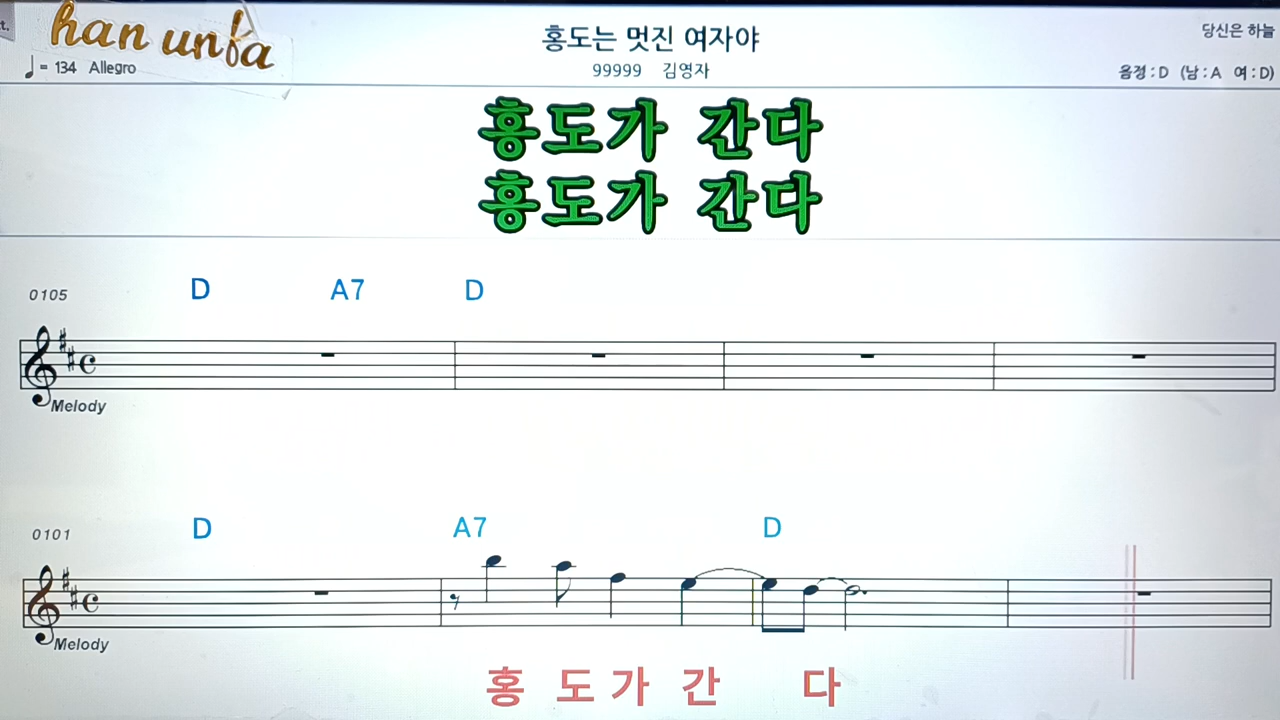 t.
han unfa
♩ = 134 Allegro
홍도는 멋진 여자야
99999 김영자
당신은 하늘
음정 : D (남 : A 여 : D)
홍도가 간다
홍도가 간다
0105
D A7 D
Melody
0101
D A7 D
Melody
홍 도 가 간 다